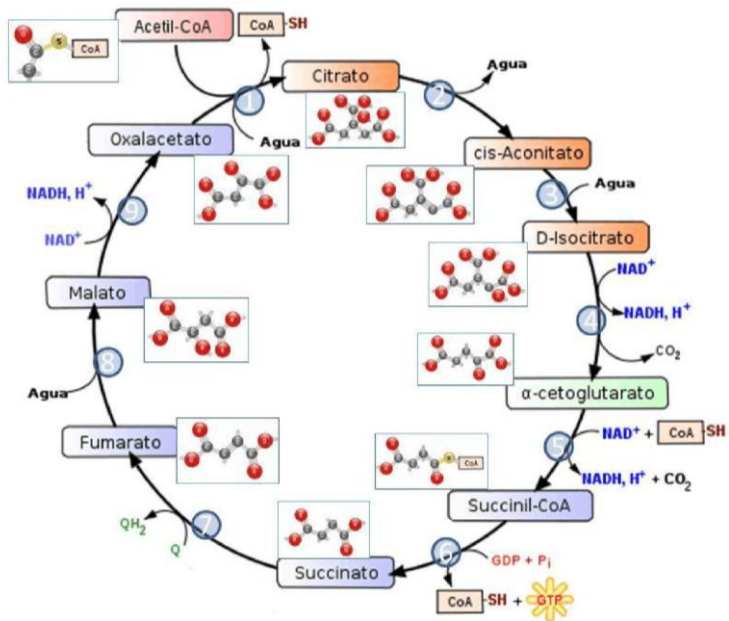 Acetil-CoA
CoA-SH
S
CoA
Citrato
1
Agua
2
Agua
Oxalacetato
cis-Aconitato
3
Agua
D-Isocitrato
NAD+
4
NADH, H+
CO2
α-cetoglutarato
5
NAD+ + CoA-SH
NADH, H+ + CO2
S
CoA
Succinil-CoA
6
GDP + Pi
CoA-SH + GTP
Succinato
7
Q
QH2
Fumarato
8
Agua
Malato
9
NAD+
NADH, H+